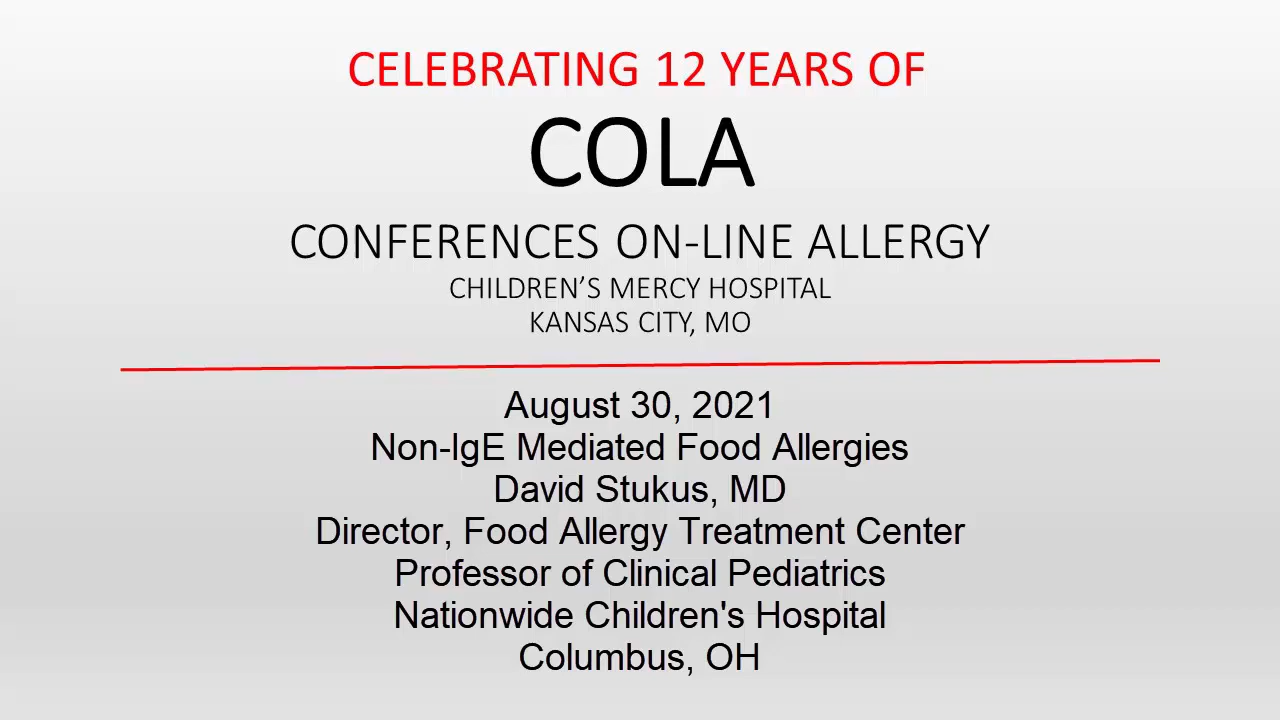 CELEBRATING 12 YEARS OF
COLA
CONFERENCES ON-LINE ALLERGY
CHILDREN’S MERCY HOSPITAL
KANSAS CITY, MO
August 30, 2021
Non-IgE Mediated Food Allergies
David Stukus, MD
Director, Food Allergy Treatment Center
Professor of Clinical Pediatrics
Nationwide Children's Hospital
Columbus, OH